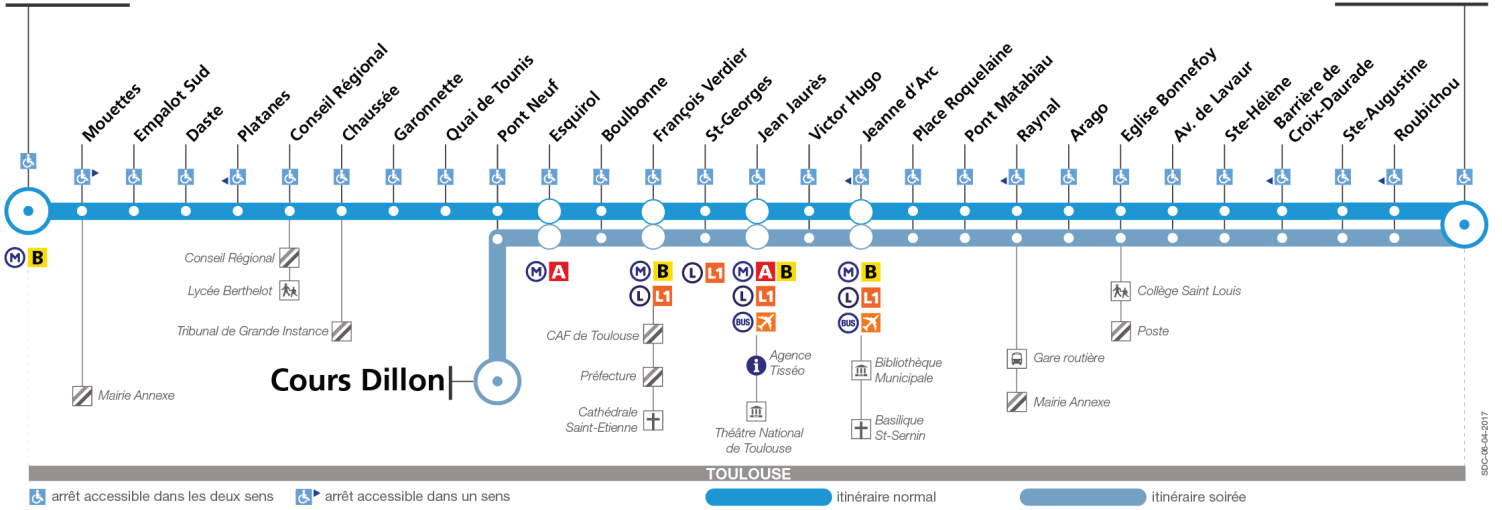 Mouettes
Empalot Sud
Daste
Platanes
Conseil Régional
Chaussée
Garonnette
Quai de Tounis
Pont Neuf
Esquirol
Boulbonne
François Verdier
St-Georges
Jean Jaurès
Victor Hugo
Jeanne d'Arc
Place Roquelaine
Pont Matabiau
Raynal
Arago
Eglise Bonnefoy
Av. de Lavaur
Ste-Hélène
Barrière de
Croix-Daurade
Ste-Augustine
Roubichou
M B
Conseil Régional
Lycée Berthelot
Tribunal de Grande Instance
Mairie Annexe
Cours Dillon
M A
M B
L L1
CAF de Toulouse
Préfecture
Cathédrale
Saint-Etienne
L L1
M A B
L L1
BUS
Agence
Tisséo
Théâtre National
de Toulouse
M B
L L1
BUS
Bibliothèque
Municipale
Basilique
St-Sernin
Gare routière
Mairie Annexe
Collège Saint Louis
Poste
SDC-05-04-2017
TOULOUSE
arrêt accessible dans les deux sens
arrêt accessible dans un sens
itinéraire normal
itinéraire soirée